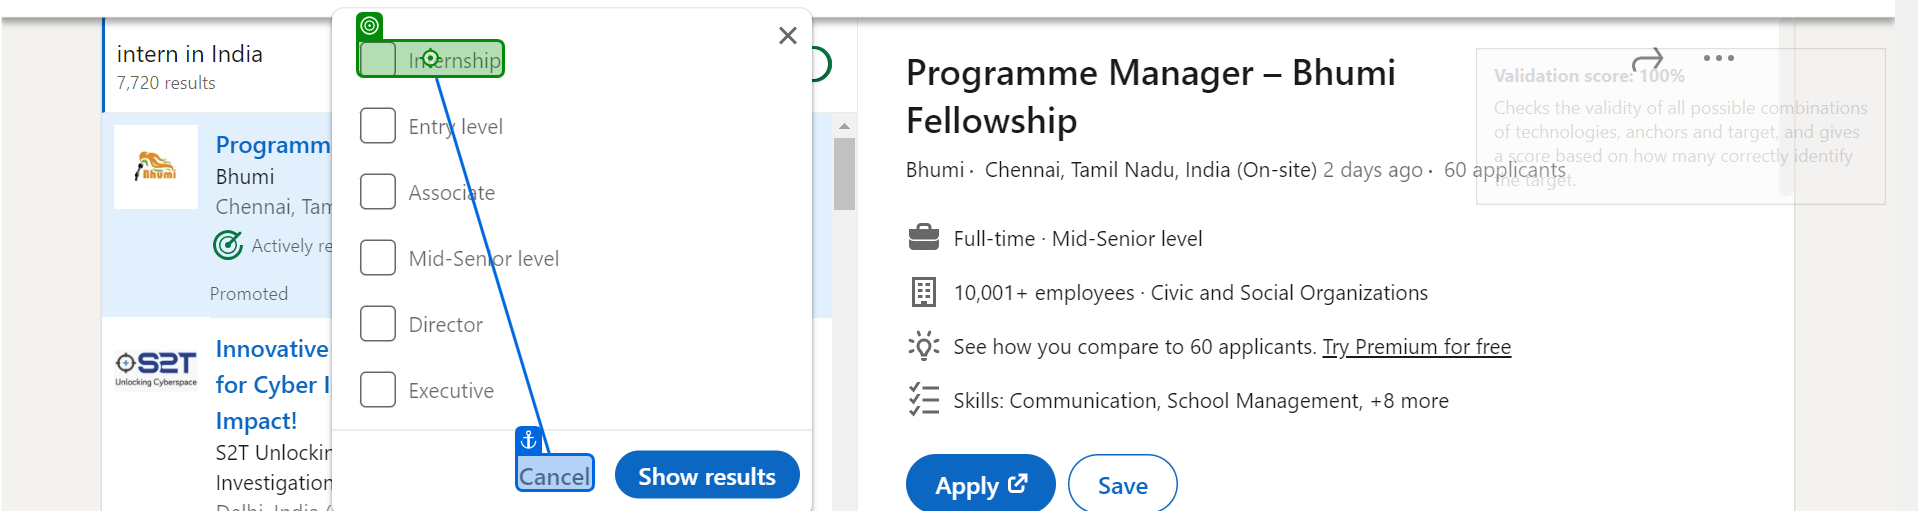 intern in India
7,720 results
Programm
Bhumi
Chennai, Tam
Actively re
Promoted
S2T
Unlocking Cyberspace
Innovative
for Cyber I
Impact!
S2T Unlockin
Investigation
Delhi, India (
Internship
Entry level
Associate
Mid-Senior level
Director
Executive
Cancel
Show results
Programme Manager – Bhumi
Fellowship
Bhumi · Chennai, Tamil Nadu, India (On-site) 2 days ago · 60 applicants
Full-time · Mid-Senior level
10,001+ employees · Civic and Social Organizations
See how you compare to 60 applicants. Try Premium for free
Skills: Communication, School Management, +8 more
Apply
Save
Validation score: 100%
Checks the validity of all possible combinations
of technologies, anchors and target, and gives
a score based on how many correctly identify
the target.